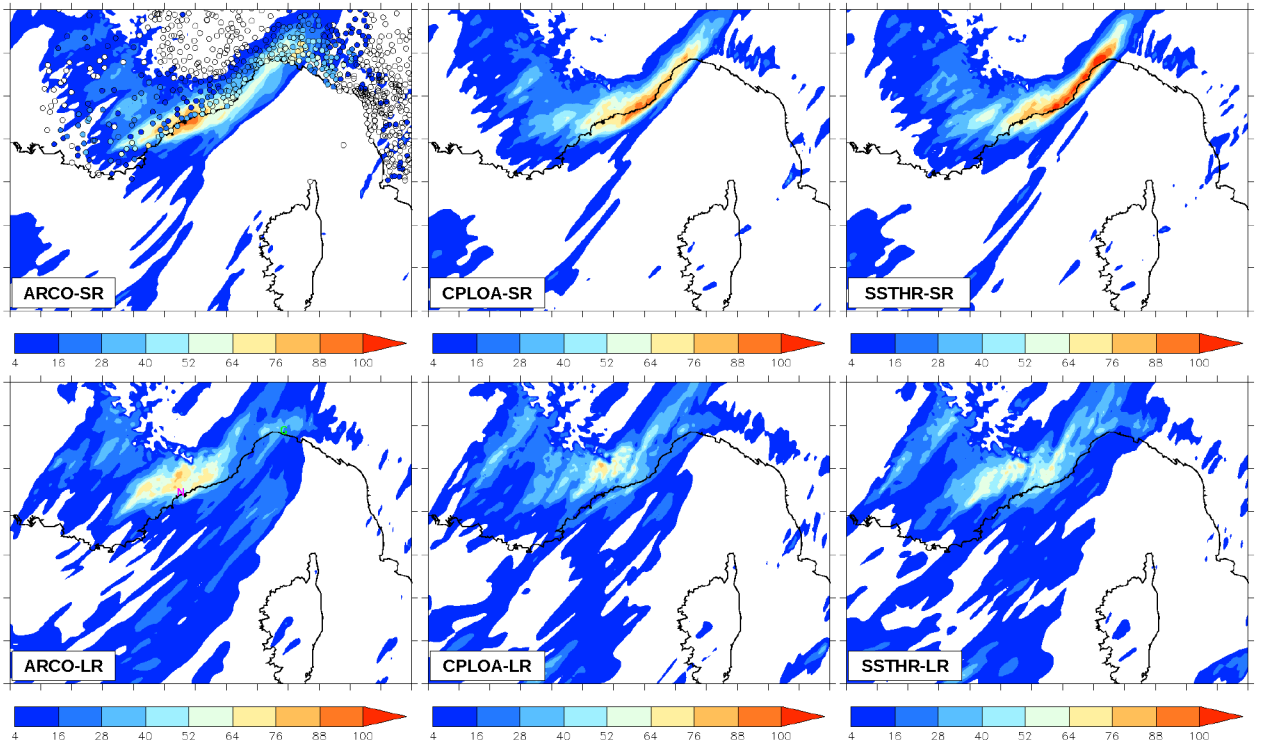 ARCO-SR CPLOA-SR SSTHR-SR
4 16 28 40 52 64 76 88 100 4 16 28 40 52 64 76 88 100 4 16 28 40 52 64 76 88 100
N
ARCO-LR CPLOA-LR SSTHR-LR
4 16 28 40 52 64 76 88 100 4 16 28 40 52 64 76 88 100 4 16 28 40 52 64 76 88 100